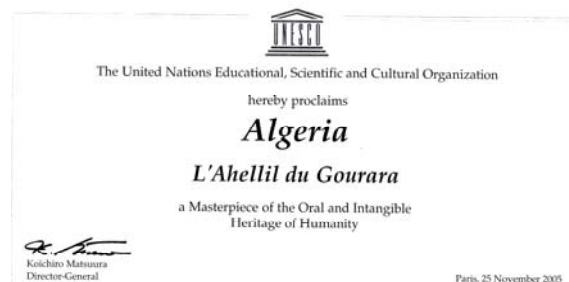 UNESCO
The United Nations Educational, Scientific and Cultural Organization
hereby proclaims
Algeria
L'Ahellil du Gourara
a Masterpiece of the Oral and Intangible
Heritage of Humanity
Koichiro Matsuura
Director-General
Paris, 25 November 2005